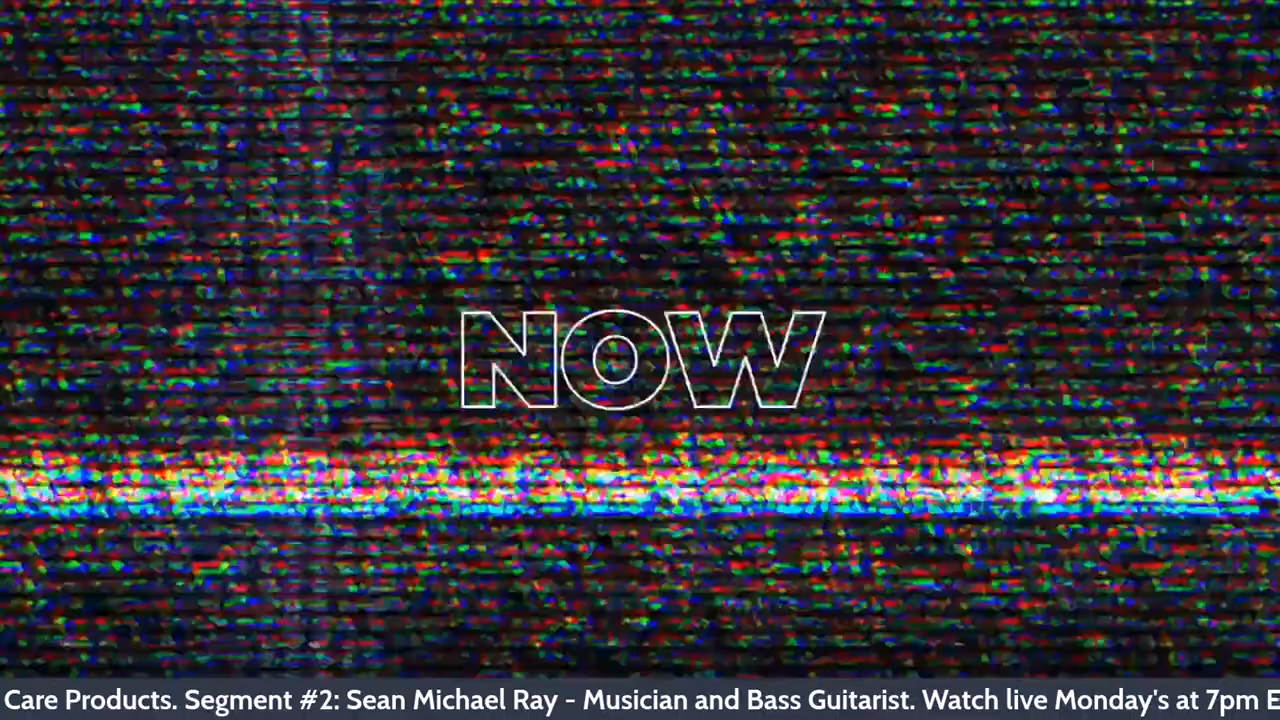 NOW
Care Products. Segment #2: Sean Michael Ray - Musician and Bass Guitarist. Watch live Monday's at 7pm E